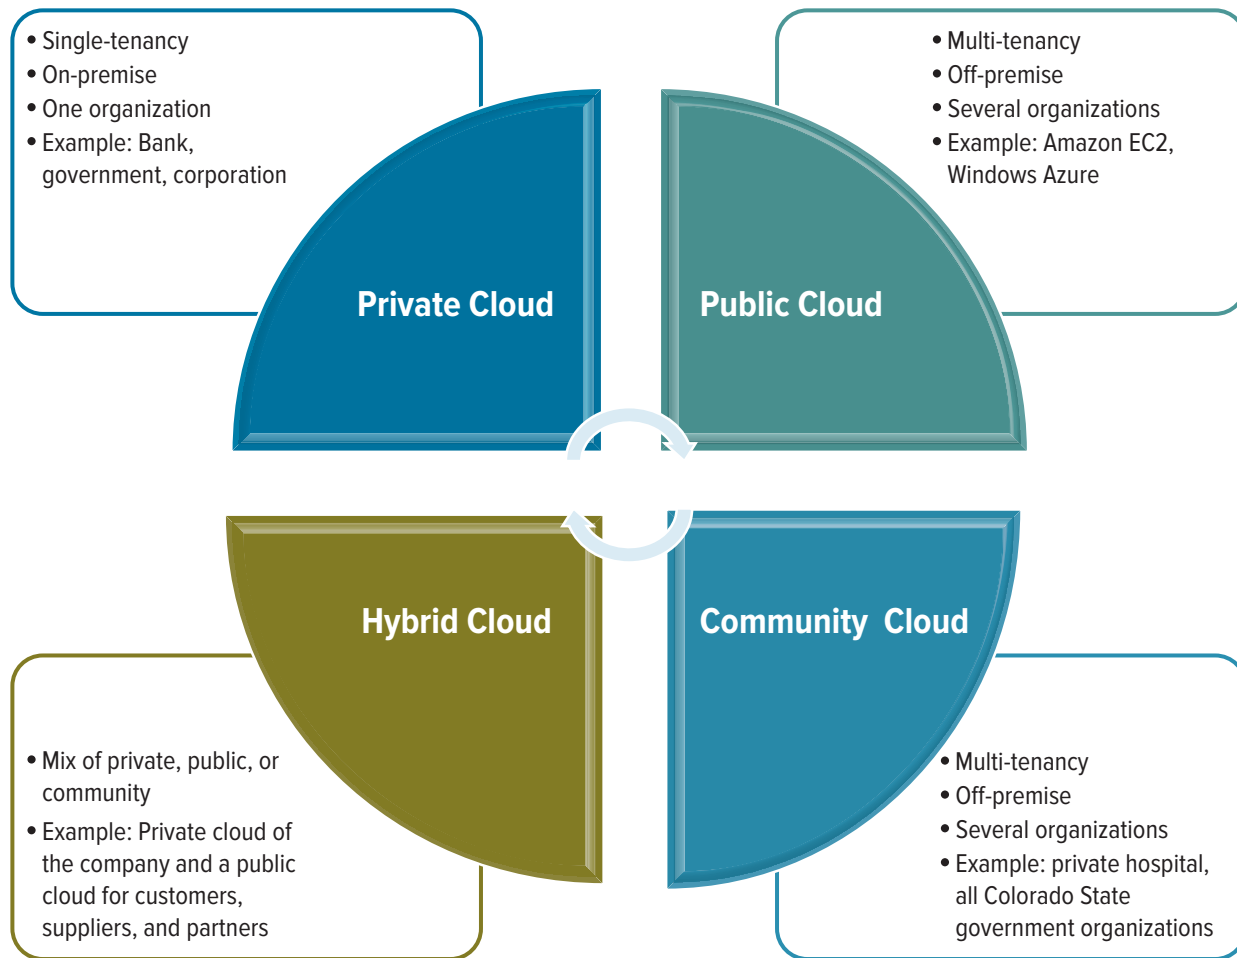 • Single-tenancy
• On-premise
• One organization
• Example: Bank,
government, corporation
• Multi-tenancy
• Off-premise
• Several organizations
• Example: Amazon EC2,
Windows Azure
Private Cloud
Public Cloud
Hybrid Cloud
Community Cloud
• Mix of private, public, or
community
• Example: Private cloud of
the company and a public
cloud for customers,
suppliers, and partners
• Multi-tenancy
• Off-premise
• Several organizations
• Example: private hospital,
all Colorado State
government organizations